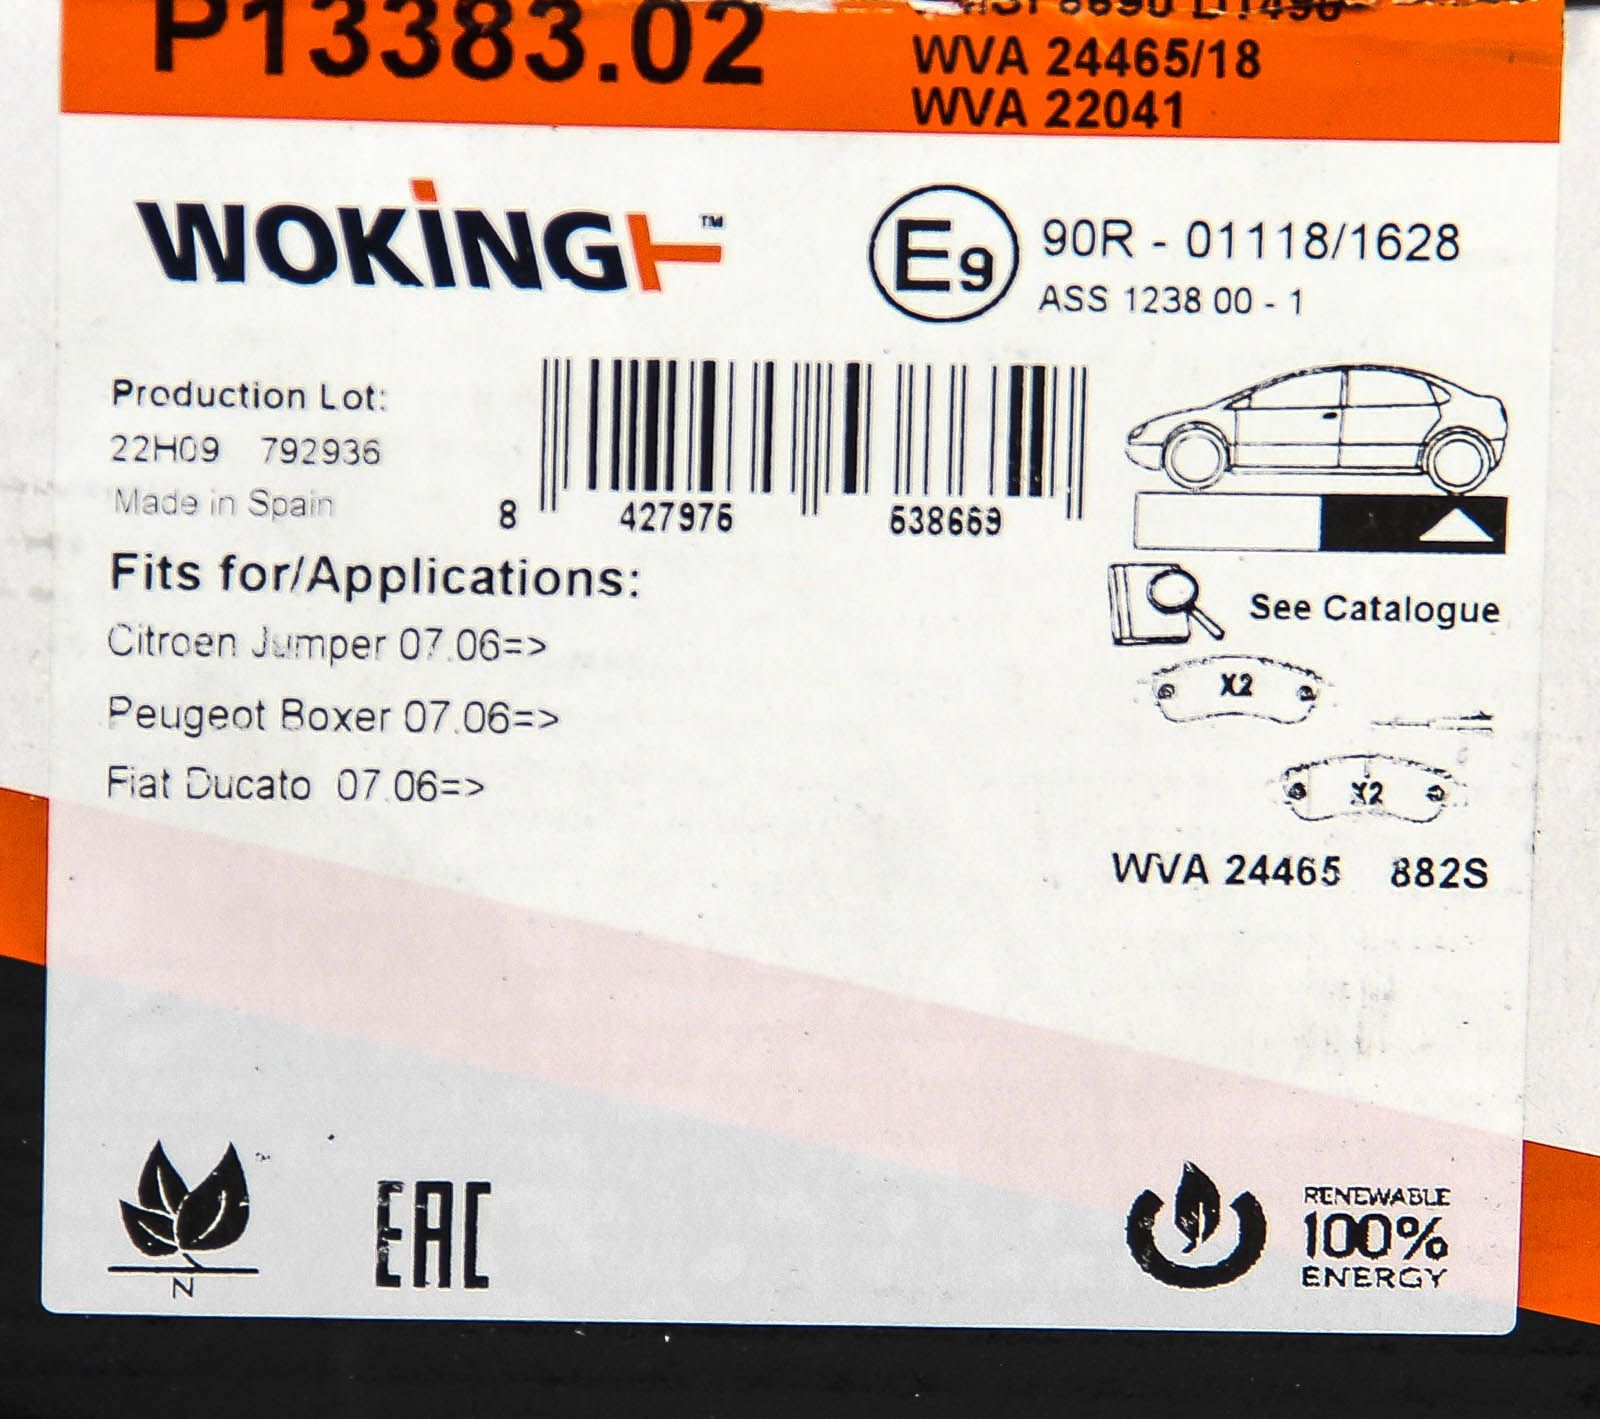 P13383.02
WVA 24465/18
WVA 22041
WOKING™
E9 90R - 01118/1628
ASS 1238 00 - 1
Production Lot:
22H09 792936
Made in Spain
8 427976 638669
Fits for/Applications:
See Catalogue
Citroen Jumper 07.06=>
X2
Peugeot Boxer 07.06=>
Fiat Ducato 07.06=>
X2
WVA 24465 882S
N
EAC
RENEWABLE
100%
ENERGY